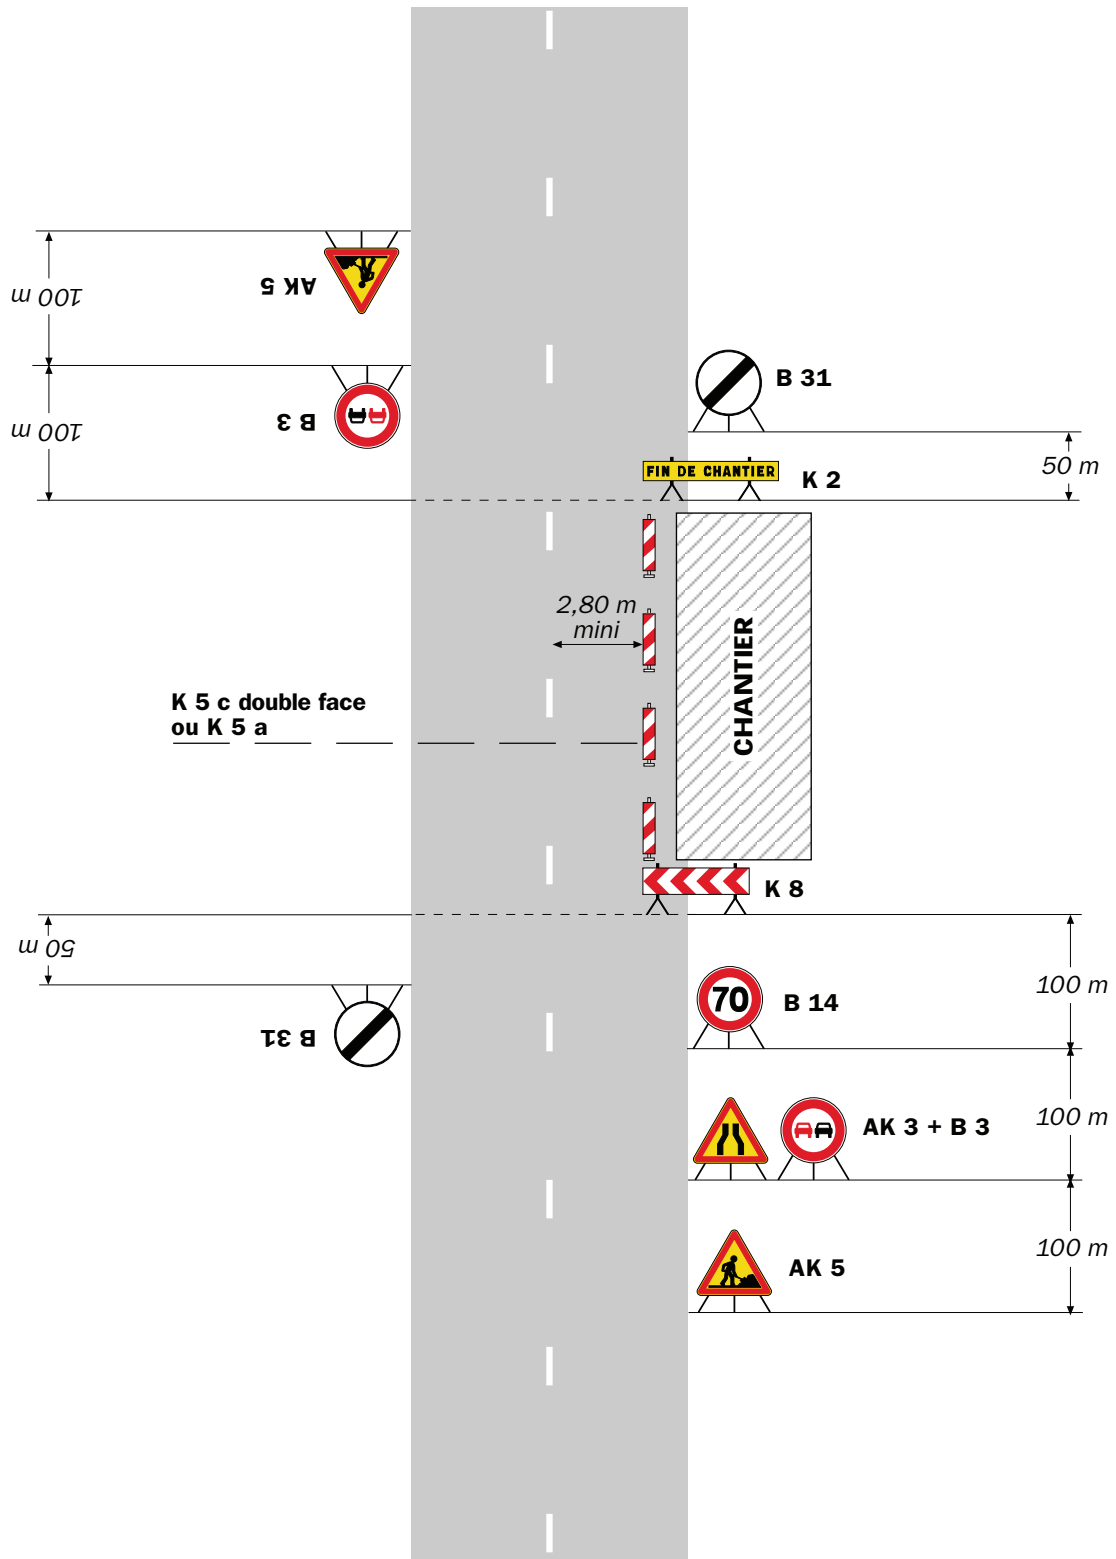 AK 5
100 m
B 3
100 m
B 31
50 m
FIN DE CHANTIER
K 2
2,80 m
mini
CHANTIER
K 5 c double face
ou K 5 a
K 8
50 m
B 31
70
B 14
100 m
AK 3 + B 3
100 m
AK 5
100 m